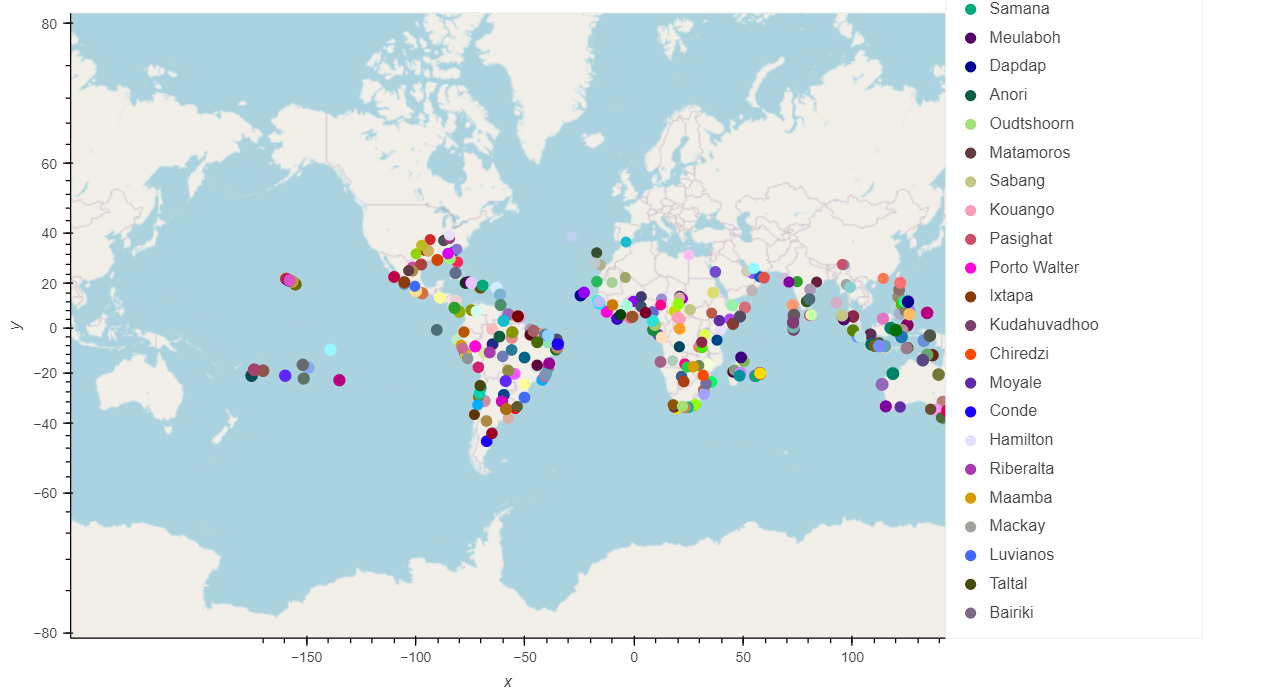 80
60
40
20
0
−20
−40
−60
−80
y
−150
−100
−50
0
50
100
x
Samana
Meulaboh
Dapdap
Anori
Oudtshoorn
Matamoros
Sabang
Kouango
Pasighat
Porto Walter
Ixtapa
Kudahuvadhoo
Chiredzi
Moyale
Conde
Hamilton
Riberalta
Maamba
Mackay
Luvianos
Taltal
Bairiki